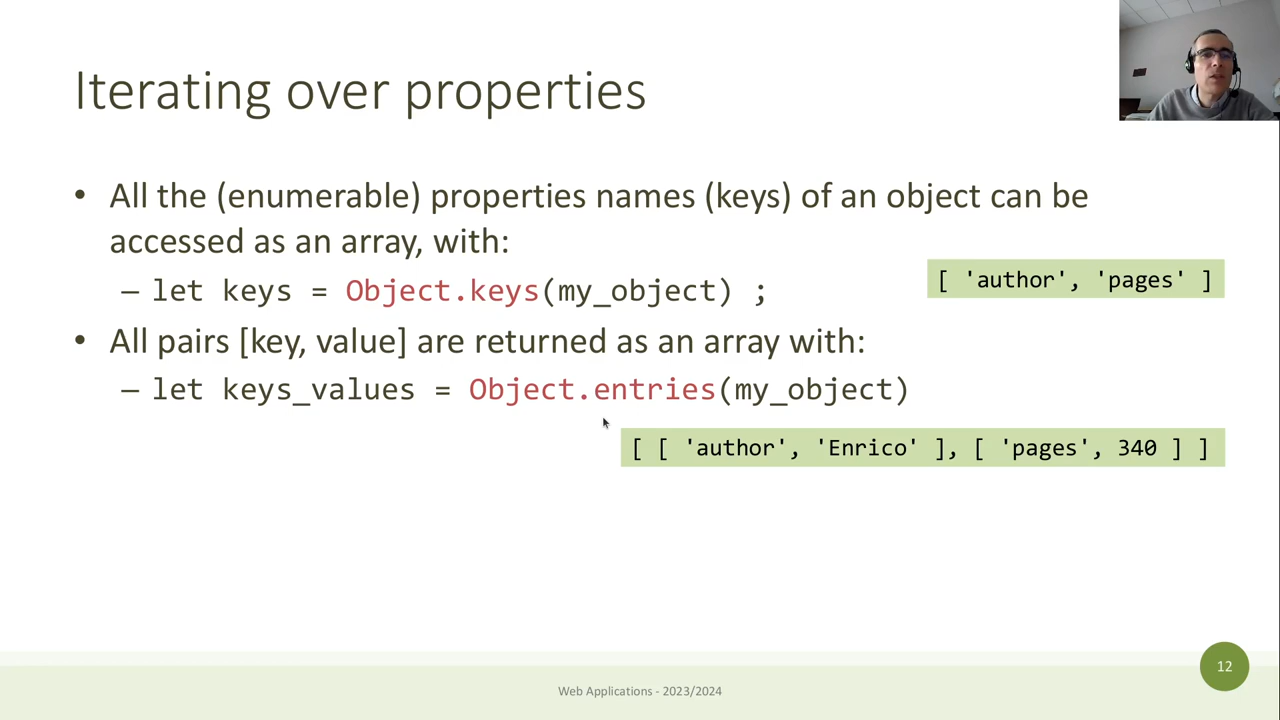 Iterating over properties
• All the (enumerable) properties names (keys) of an object can be
accessed as an array, with:
– let keys = Object.keys(my_object) ;
[ 'author', 'pages' ]
• All pairs [key, value] are returned as an array with:
– let keys_values = Object.entries(my_object)
[ [ 'author', 'Enrico' ], [ 'pages', 340 ] ]
12
Web Applications - 2023/2024